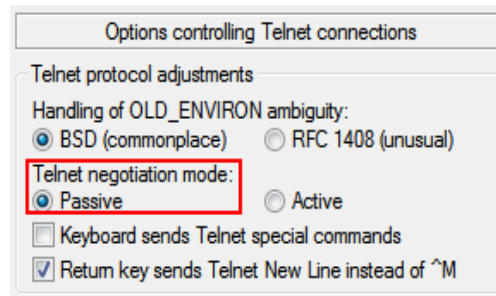 Options controlling Telnet connections
Telnet protocol adjustments
Handling of OLD_ENVIRON ambiguity:
BSD (commonplace) RFC 1408 (unusual)
Telnet negotiation mode:
Passive Active
Keyboard sends Telnet special commands
Return key sends Telnet New Line instead of ^M